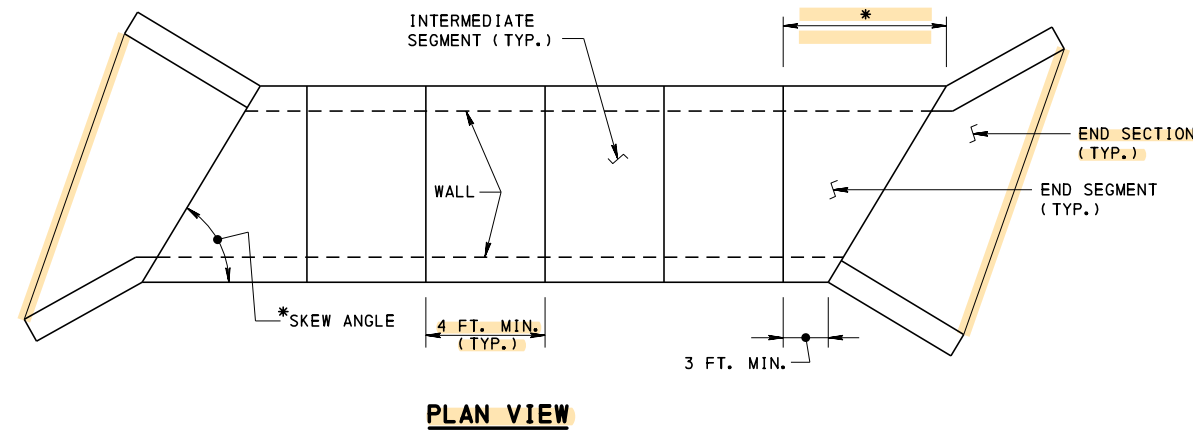 INTERMEDIATE
SEGMENT (TYP.)
*
END SECTION
(TYP.)
WALL
END SEGMENT
(TYP.)
*SKEW ANGLE
4 FT. MIN.
(TYP.)
3 FT. MIN.
PLAN VIEW